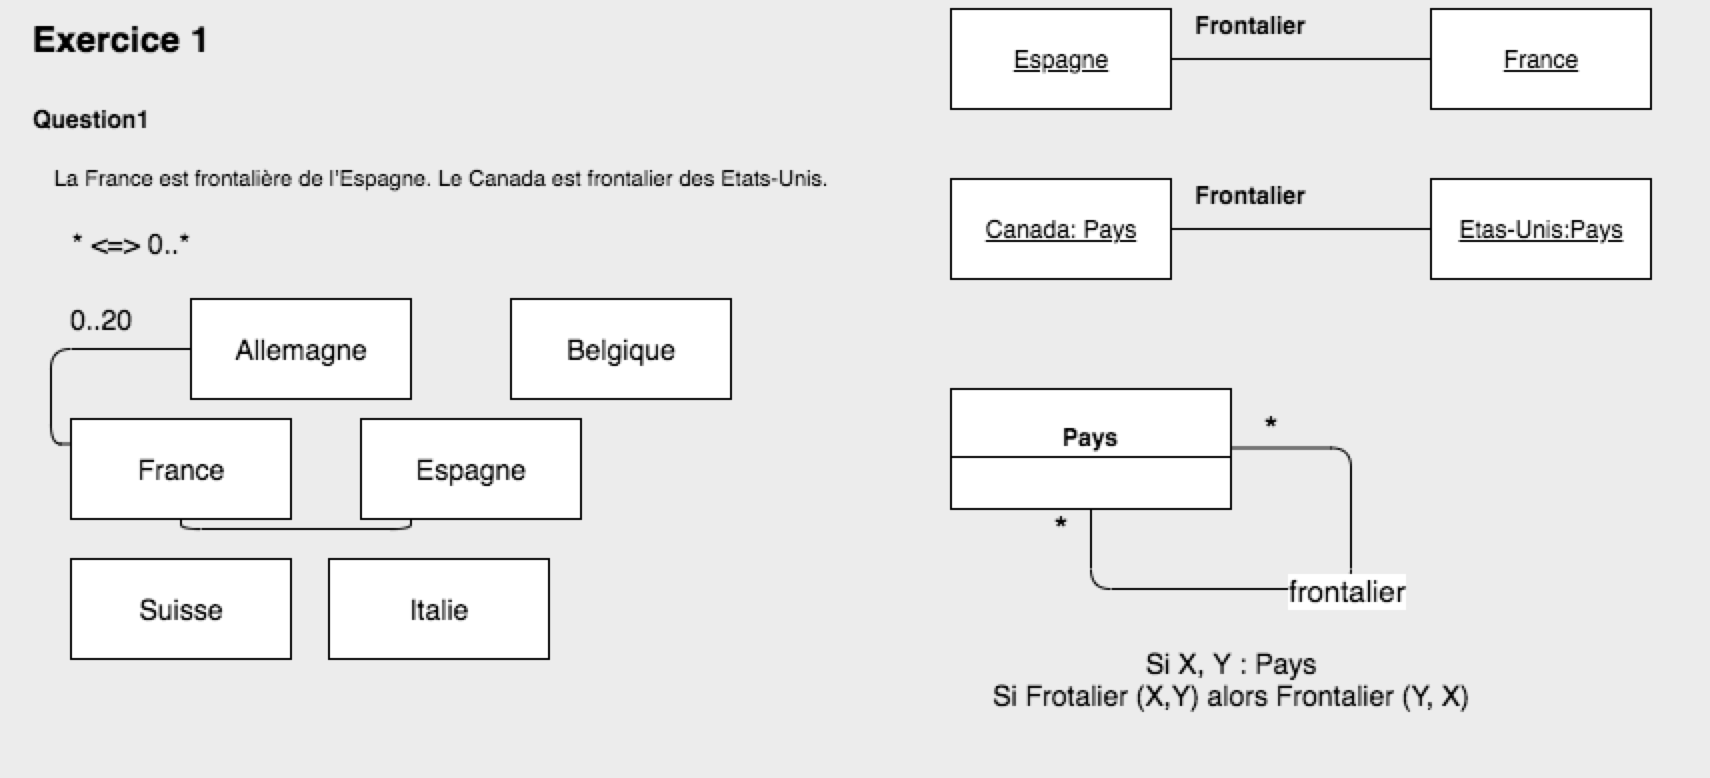 Exercice 1
Question1
La France est frontalière de l'Espagne. Le Canada est frontalier des Etats-Unis.
* <=> 0..*
0..20
Allemagne
Belgique
France
Espagne
Suisse
Italie
Frontalier
Espagne
France
Frontalier
Canada: Pays
Etas-Unis:Pays
Pays
*
*
frontalier
Si X, Y : Pays
Si Frotalier (X,Y) alors Frontalier (Y, X)